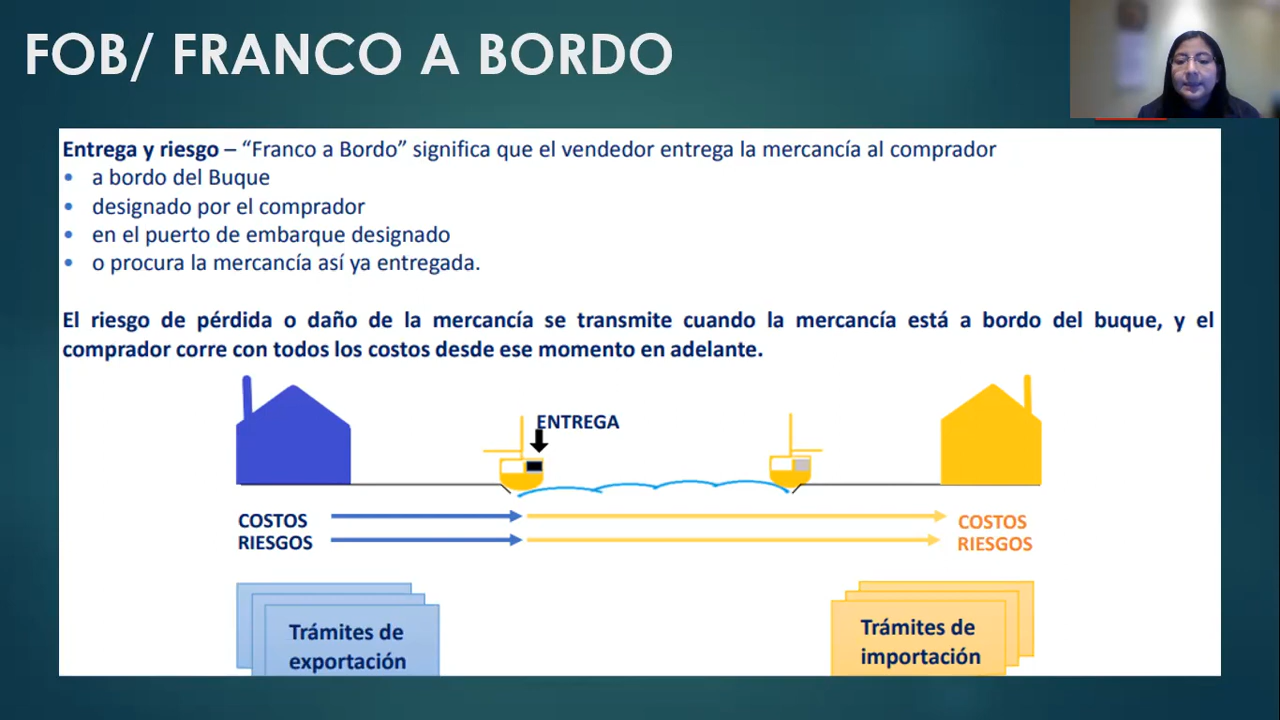 FOB/ FRANCO A BORDO
Entrega y riesgo – “Franco a Bordo” significa que el vendedor entrega la mercancía al comprador
• a bordo del Buque
• designado por el comprador
• en el puerto de embarque designado
• o procura la mercancía así ya entregada.
El riesgo de pérdida o daño de la mercancía se transmite cuando la mercancía está a bordo del buque, y el
comprador corre con todos los costos desde ese momento en adelante.
ENTREGA
COSTOS
RIESGOS
COSTOS
RIESGOS
Trámites de
exportación
Trámites de
importación